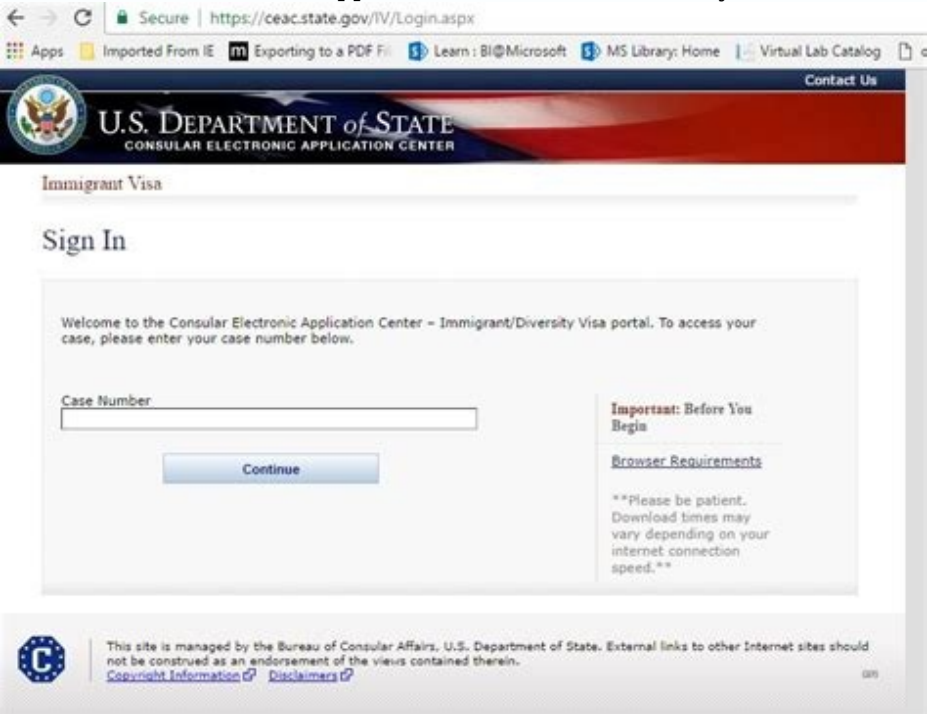 Secure | https://ceac.state.gov/IV/Login.aspx
Apps Imported From IE m Exporting to a PDF Fi Learn : BI@Microsoft MS Library: Home Virtual Lab Catalog
Contact Us
U.S. DEPARTMENT of STATE
CONSULAR ELECTRONIC APPLICATION CENTER
Immigrant Visa
Sign In
Welcome to the Consular Electronic Application Center – Immigrant/Diversity Visa portal. To access your
case, please enter your case number below.
Case Number
Continue
Important: Before You
Begin
Browser Requirements
**Please be patient.
Download times may
vary depending on your
internet connection
speed.**
This site is managed by the Bureau of Consular Affairs, U.S. Department of State. External links to other Internet sites should
not be construed as an endorsement of the views contained therein.
Copyright Information Disclaimers